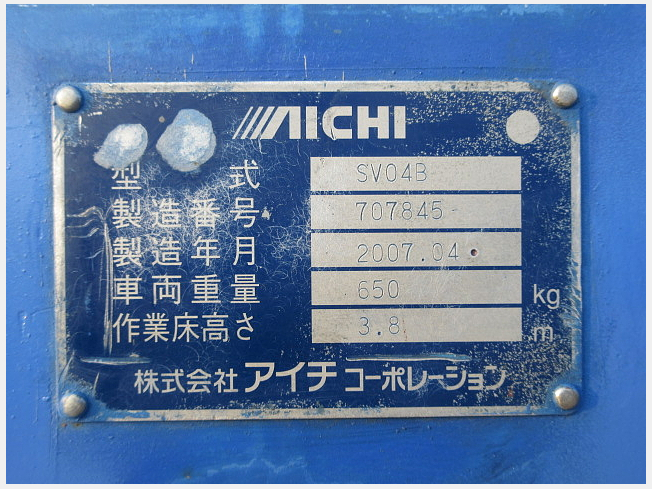 AICHI
型式 SV04B
製造番号 707845
製造年月 2007.04
車両重量 650 kg
作業床高さ 3.8 m
株式会社アイチコーポレーション